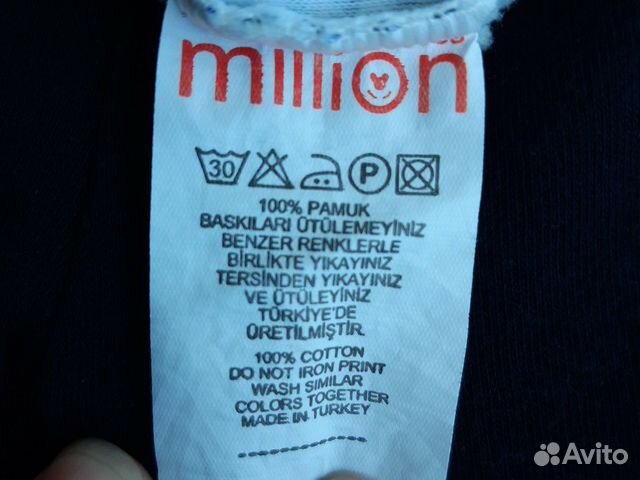 million
30 P
100% PAMUK
BASKILARI ÜTÜLEMEYİNİZ
BENZER RENKLERLE
BİRLİKTE YIKAYINIZ
TERSİNDEN YIKAYINIZ
VE ÜTÜLEYİNİZ
TÜRKİYE'DE
ÜRETİLMİŞTİR.
100% COTTON
DO NOT IRON PRINT
WASH SIMILAR
COLORS TOGETHER
MADE IN TURKEY
Avito